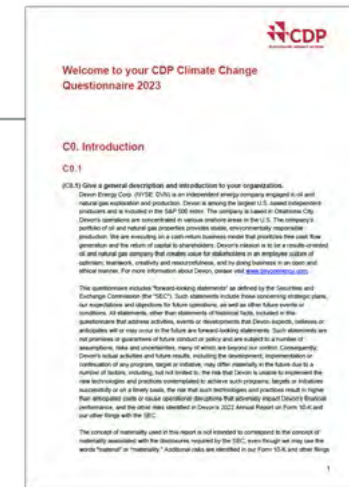 CDP
Welcome to your CDP Climate Change
Questionnaire 2023
C0. Introduction
C0.1
(C0.1) Give a general description and introduction to your organization.
Devon Energy Corp. (NYSE: DVN) is an independent energy company engaged in oil and
natural gas exploration and production. Devon is among the largest U.S.-based independent
producers and is included in the S&P 500 index. The company is based in Oklahoma City.
Devon's operations are concentrated in various onshore areas in the U.S. The company's
portfolio of oil and natural gas properties provides stable, environmentally responsible
production. We are executing on a cash-return business model that prioritizes free cash flow
generation and the return of capital to shareholders. Devon's mission is to be a results-oriented
oil and natural gas company that creates value for shareholders in an employee culture of
optimism, teamwork, creativity and resourcefulness, and by doing business in an open and
ethical manner. For more information about Devon, please visit www.devonenergy.com.
This questionnaire includes "forward-looking statements" as defined by the Securities and
Exchange Commission (the "SEC"). Such statements include those concerning strategic plans,
our expectations and objectives for future operations, as well as other future events or
conditions. All statements, other than statements of historical facts, included in this
questionnaire that address activities, events or developments that Devon expects, believes or
anticipates will or may occur in the future are forward-looking statements. Such statements are
not promises or guarantees of future conduct or policy and are subject to a number of
assumptions, risks and uncertainties, many of which are beyond our control. Consequently,
Devon's actual activities and future results, including the development, implementation or
continuation of any program, target or initiative, may differ materially in the future due to a
number of factors, including, but not limited to, the risk that Devon is unable to implement the
new technologies and practices contemplated to achieve such programs, targets or initiatives
successfully or on a timely basis, the risk that such technologies and practices result in higher
than anticipated costs or cause operational disruptions that adversely impact Devon's financial
performance, and the other risks identified in Devon's 2022 Annual Report on Form 10-K and
our other filings with the SEC.
The concept of materiality used in this report is not intended to correspond to the concept of
materiality associated with the disclosures required by the SEC, even though we may use the
words "material" or "materiality." Additional risks are identified in our Form 10-K and other filings
1